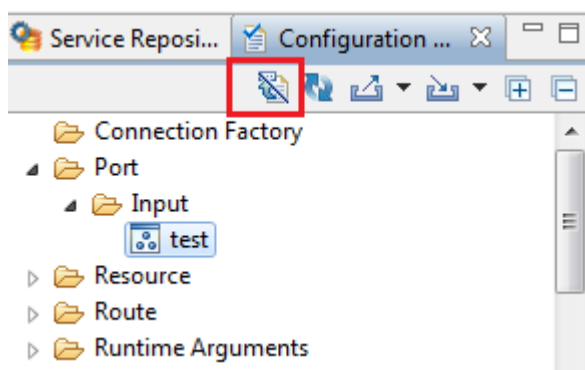 Service Reposi... Configuration ...
Connection Factory
Port
Input
test
Resource
Route
Runtime Arguments